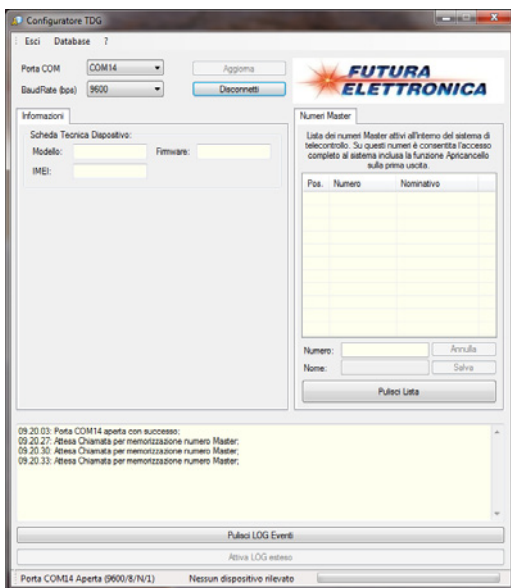 Configuratore TDG
Esci Database ?
Porta COM COM14 Aggiorna
BaudRate (bps) 9600 Disconnetti
FUTURA
ELETTRONICA
Informazioni
Scheda Tecnica Dispositivo:
Modello: Firmware:
IMEI:
Numeri Master
Lista dei numeri Master attivi all'interno del sistema di
telecontrollo. Su questi numeri è consentita l'accesso
completo al sistema inclusa la funzione Apricancello
sulla prima uscita.
Pos. Numero Nominativo
Numero: Annulla
Nome: Salva
Pulisci Lista
09.20.03: Porta COM14 aperta con successo;
09.20.27: Attesa Chiamata per memorizzazione numero Master;
09.20.30: Attesa Chiamata per memorizzazione numero Master;
09.20.33: Attesa Chiamata per memorizzazione numero Master;
Pulisci LOG Eventi
Attiva LOG esteso
Porta COM14 Aperta (9600/8/N/1) Nessun dispositivo rilevato